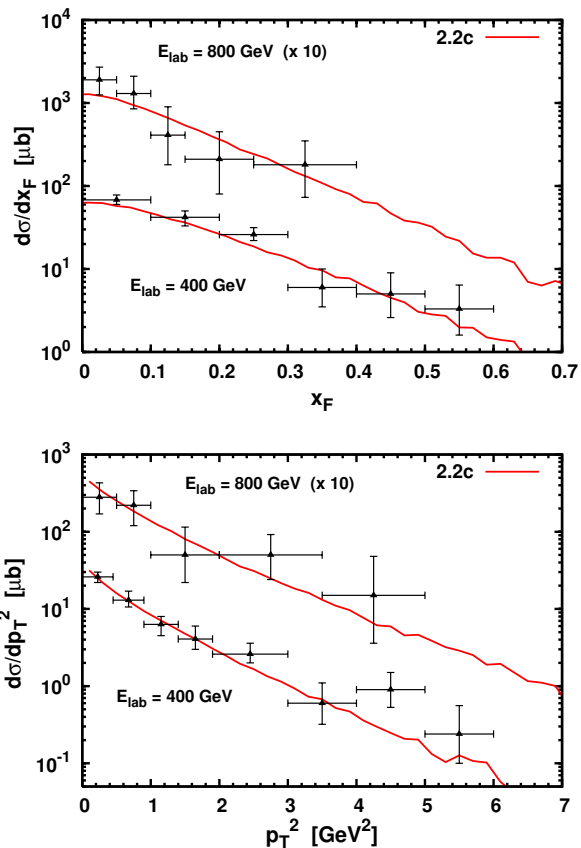 10^4
10^3
10^2
10^1
10^0
dσ/dx_F [μb]
E_lab = 800 GeV (x 10)
2.2c
E_lab = 400 GeV
0 0.1 0.2 0.3 0.4 0.5 0.6 0.7
x_F
10^3
10^2
10^1
10^0
10^-1
dσ/dp_T^2 [μb]
E_lab = 800 GeV (x 10)
2.2c
E_lab = 400 GeV
0 1 2 3 4 5 6 7
p_T^2 [GeV^2]